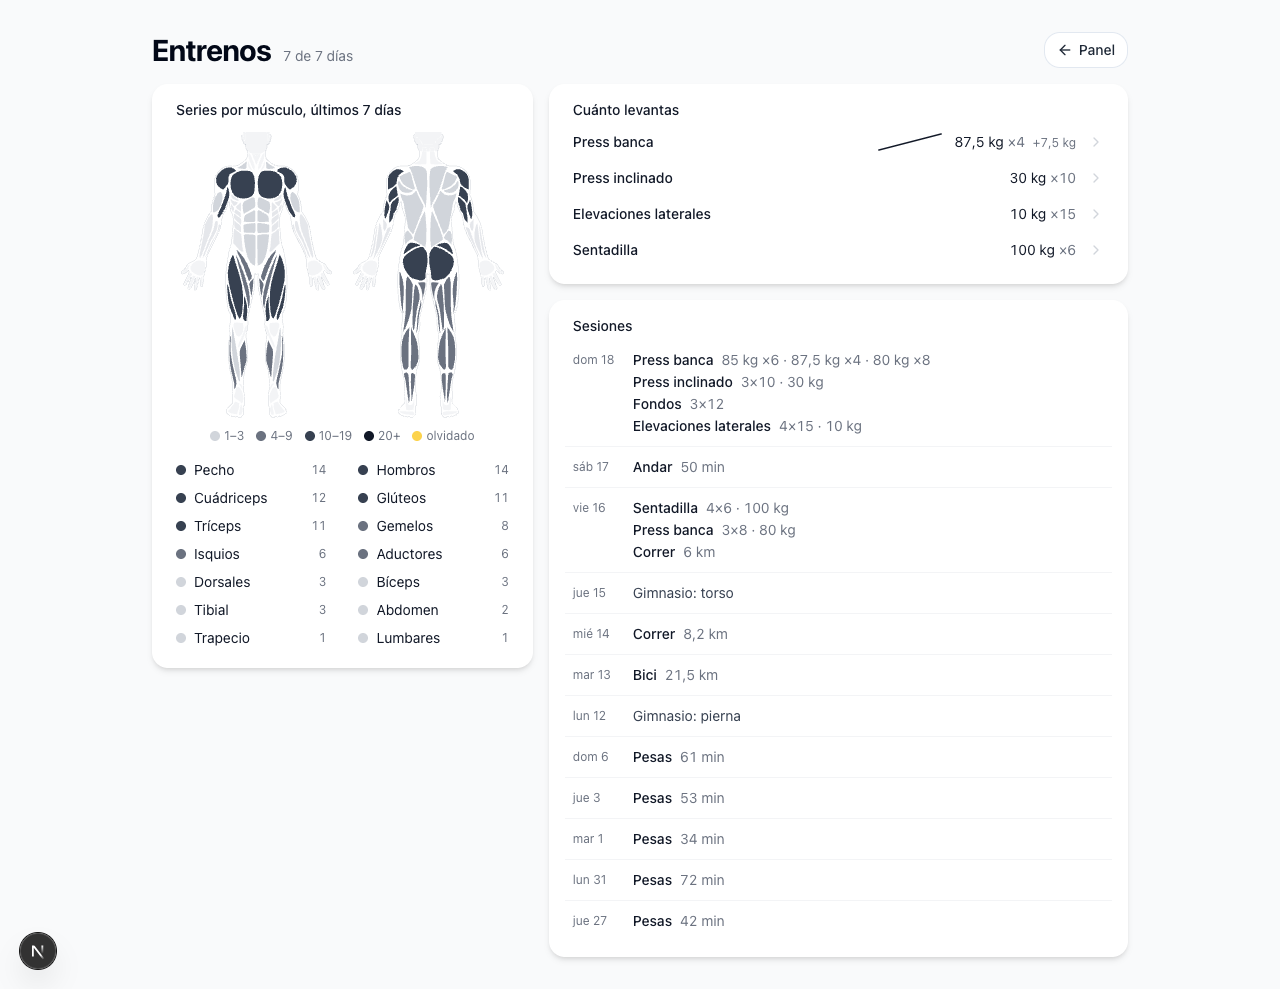 Entrenos 7 de 7 días
← Panel
Series por músculo, últimos 7 días
1–3 4–9 10–19 20+ olvidado
Pecho 14
Hombros 14
Cuádriceps 12
Glúteos 11
Tríceps 11
Gemelos 8
Isquios 6
Aductores 6
Dorsales 3
Bíceps 3
Tibial 3
Abdomen 2
Trapecio 1
Lumbares 1
Cuánto levantas
Press banca 87,5 kg ×4 +7,5 kg
Press inclinado 30 kg ×10
Elevaciones laterales 10 kg ×15
Sentadilla 100 kg ×6
Sesiones
dom 18 Press banca 85 kg ×6 · 87,5 kg ×4 · 80 kg ×8
Press inclinado 3×10 · 30 kg
Fondos 3×12
Elevaciones laterales 4×15 · 10 kg
sáb 17 Andar 50 min
vie 16 Sentadilla 4×6 · 100 kg
Press banca 3×8 · 80 kg
Correr 6 km
jue 15 Gimnasio: torso
mié 14 Correr 8,2 km
mar 13 Bici 21,5 km
lun 12 Gimnasio: pierna
dom 6 Pesas 61 min
jue 3 Pesas 53 min
mar 1 Pesas 34 min
lun 31 Pesas 72 min
jue 27 Pesas 42 min
N